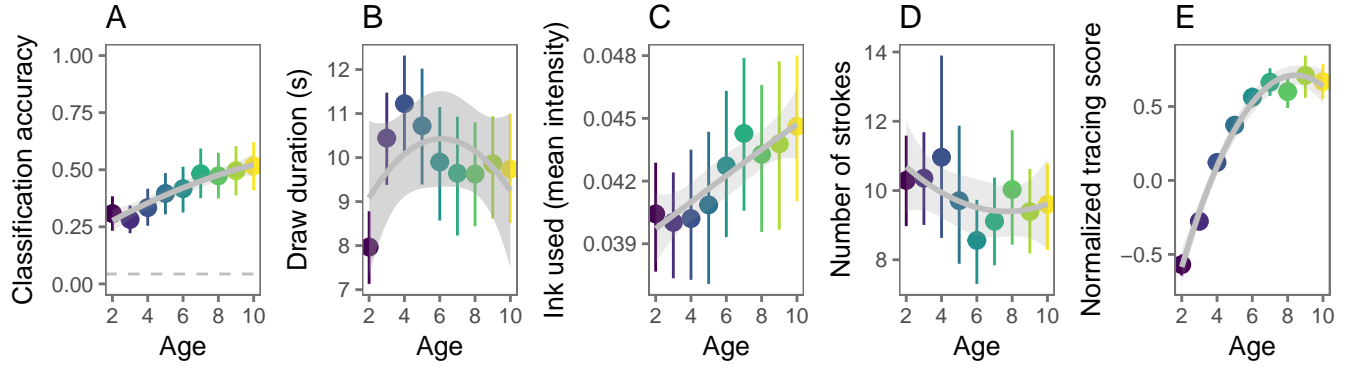 A
Classification accuracy
1.00
0.75
0.50
0.25
0.00
2 4 6 8 10
Age
B
Draw duration (s)
12
11
10
9
8
7
2 4 6 8 10
Age
C
Ink used (mean intensity)
0.048
0.045
0.042
0.039
2 4 6 8 10
Age
D
Number of strokes
14
12
10
8
2 4 6 8 10
Age
E
Normalized tracing score
0.5
0.0
−0.5
2 4 6 8 10
Age